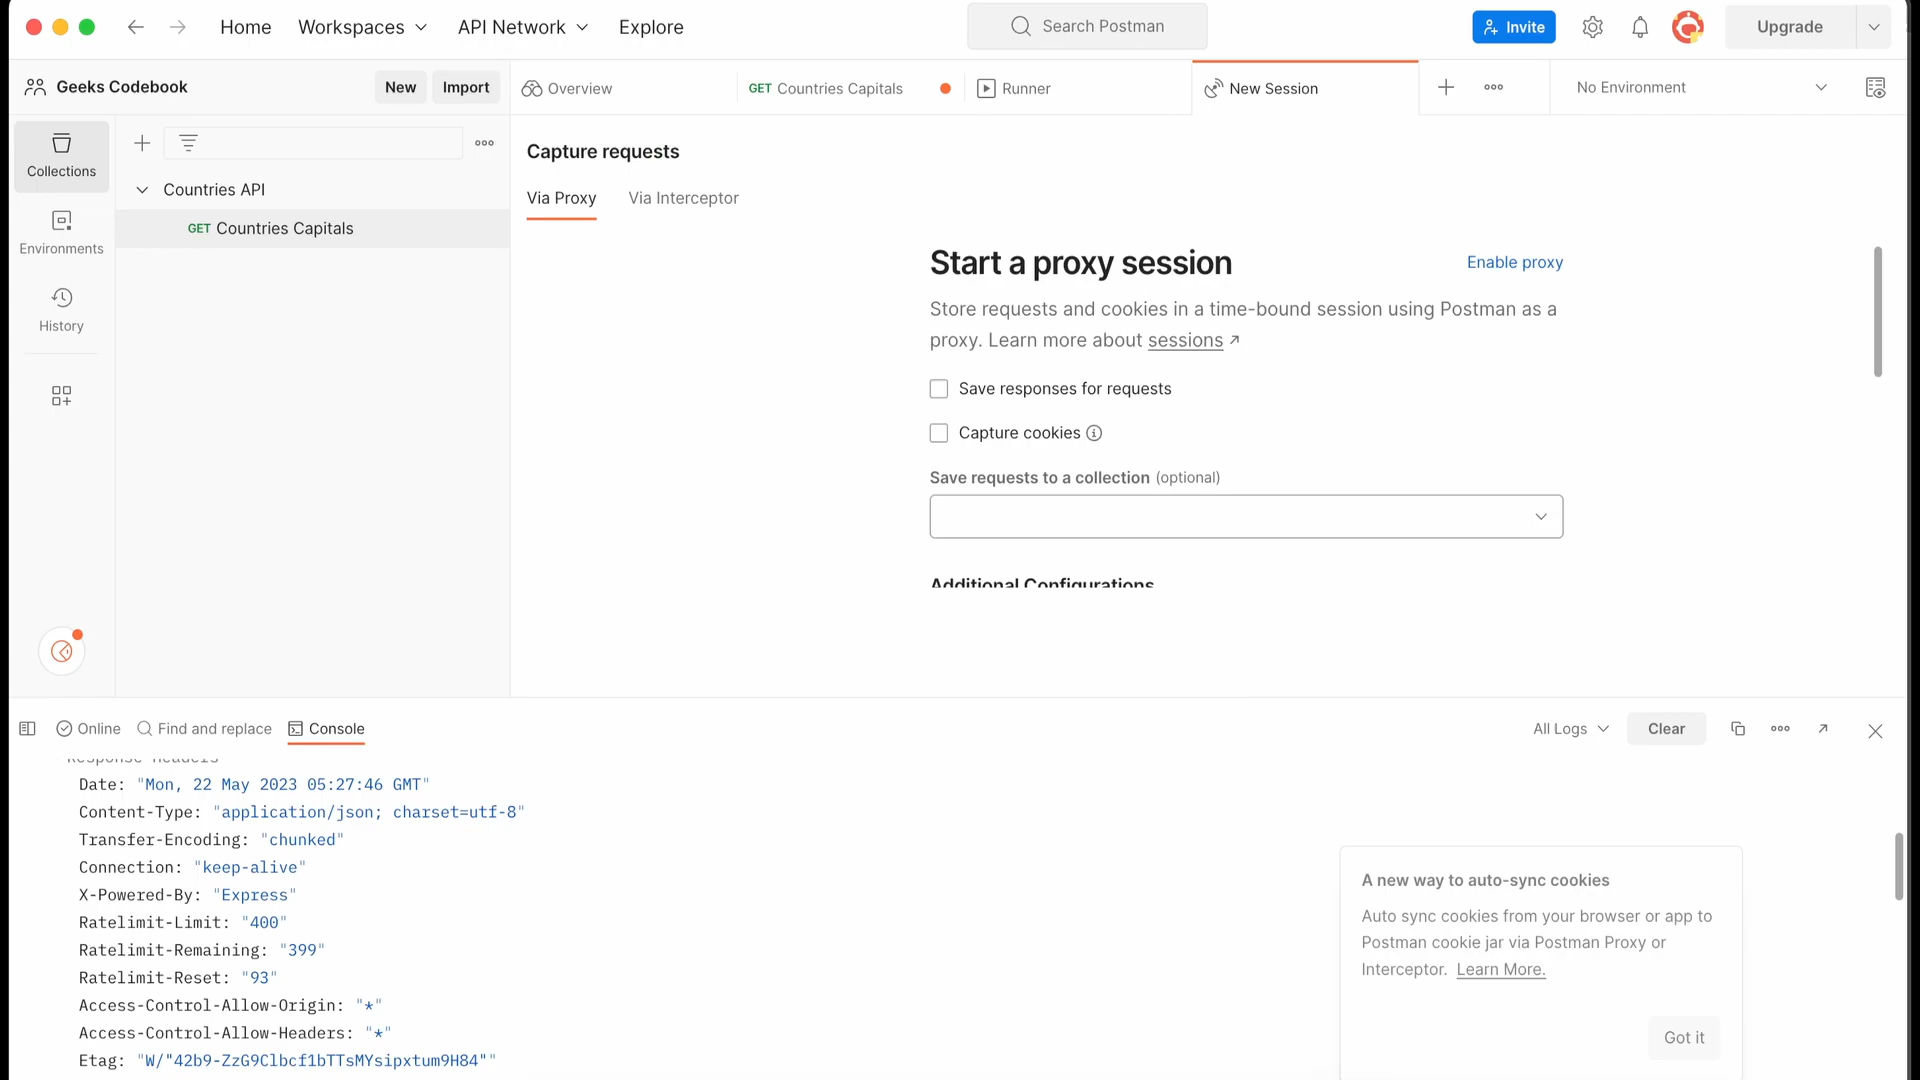 Home
Workspaces
API Network
Explore
Search Postman
Invite
Upgrade
Geeks Codebook
New
Import
Overview
GET Countries Capitals
Runner
New Session
No Environment
Collections
Environments
History
Countries API
GET Countries Capitals
Capture requests
Via Proxy
Via Interceptor
Start a proxy session
Enable proxy
Store requests and cookies in a time-bound session using Postman as a
proxy. Learn more about sessions
Save responses for requests
Capture cookies
Save requests to a collection (optional)
Additional Configurations
Online
Find and replace
Console
All Logs
Clear
Response Headers
Date: "Mon, 22 May 2023 05:27:46 GMT"
Content-Type: "application/json; charset=utf-8"
Transfer-Encoding: "chunked"
Connection: "keep-alive"
X-Powered-By: "Express"
Ratelimit-Limit: "400"
Ratelimit-Remaining: "399"
Ratelimit-Reset: "93"
Access-Control-Allow-Origin: "*"
Access-Control-Allow-Headers: "*"
Etag: "W/"42b9-ZzG9Clbcf1bTTsMYsipxtum9H84""
A new way to auto-sync cookies
Auto sync cookies from your browser or app to
Postman cookie jar via Postman Proxy or
Interceptor. Learn More.
Got it